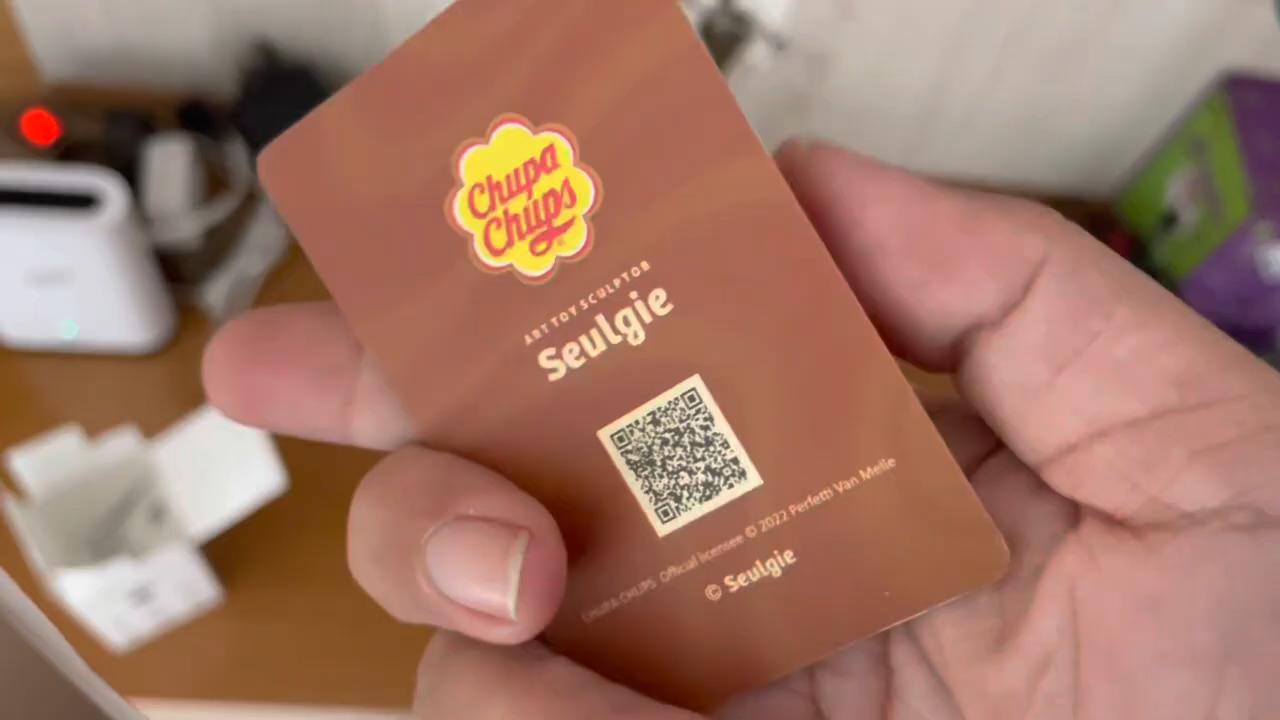 Chupa
Chups
ART TOY SCULPTOR
Seulgie
CHUPA CHUPS Official licensee © 2022 Perfetti Van Melle
© Seulgie